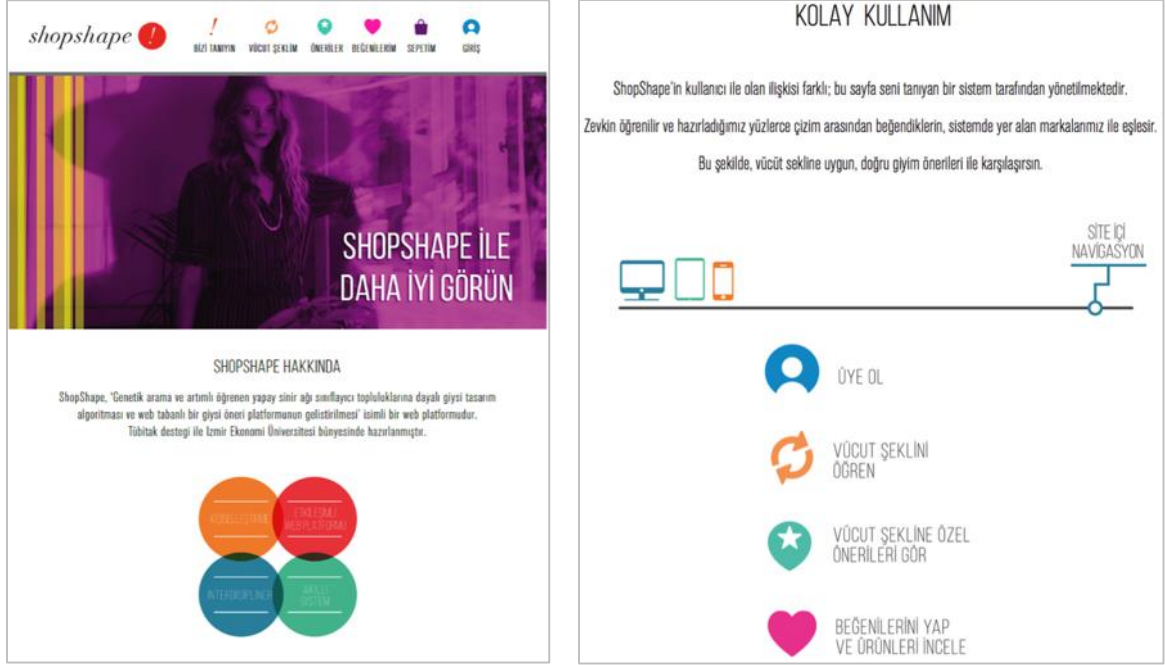 shopshape !
BİZİ TANIYIN VÜCUT ŞEKLİM ÖNERİLER BEĞENİLERİM SEPETİM GİRİŞ
SHOPSHAPE İLE
DAHA İYİ GÖRÜN
SHOPSHAPE HAKKINDA
ShopShape, 'Genetik arama ve artımlı öğrenen yapay sinir ağı sınıflayıcı topluluklarına dayalı giysi tasarım
algoritması ve web tabanlı bir giysi öneri platformunun gelistirilmesi' isimli bir web platformudur.
Tübitak destegi ile Izmir Ekonomi Üniversitesi bünyesinde hazırlanmıştır.
KİŞİSELLEŞTİRME
ETKİLEŞİMLİ
WEB PLATFORMU
INTERDİSİPLİNER
AKILLI
SİSTEM
KOLAY KULLANIM
ShopShape'in kullanıcı ile olan ilişkisi farklı; bu sayfa seni tanıyan bir sistem tarafından yönetilmektedir.
Zevkin öğrenilir ve hazırladığımız yüzlerce çizim arasından beğendiklerin, sistemde yer alan markalarımız ile eşlesir.
Bu şekilde, vücüt sekline uygun, doğru giyim önerileri ile karşılaşırsın.
SİTE İÇİ
NAVİGASYON
ÜYE OL
VÜCUT ŞEKLİNİ
ÖĞREN
VÜCUT ŞEKLİNE ÖZEL
ÖNERİLERİ GÖR
BEĞENİLERİNİ YAP
VE ÜRÜNLERİ İNCELE